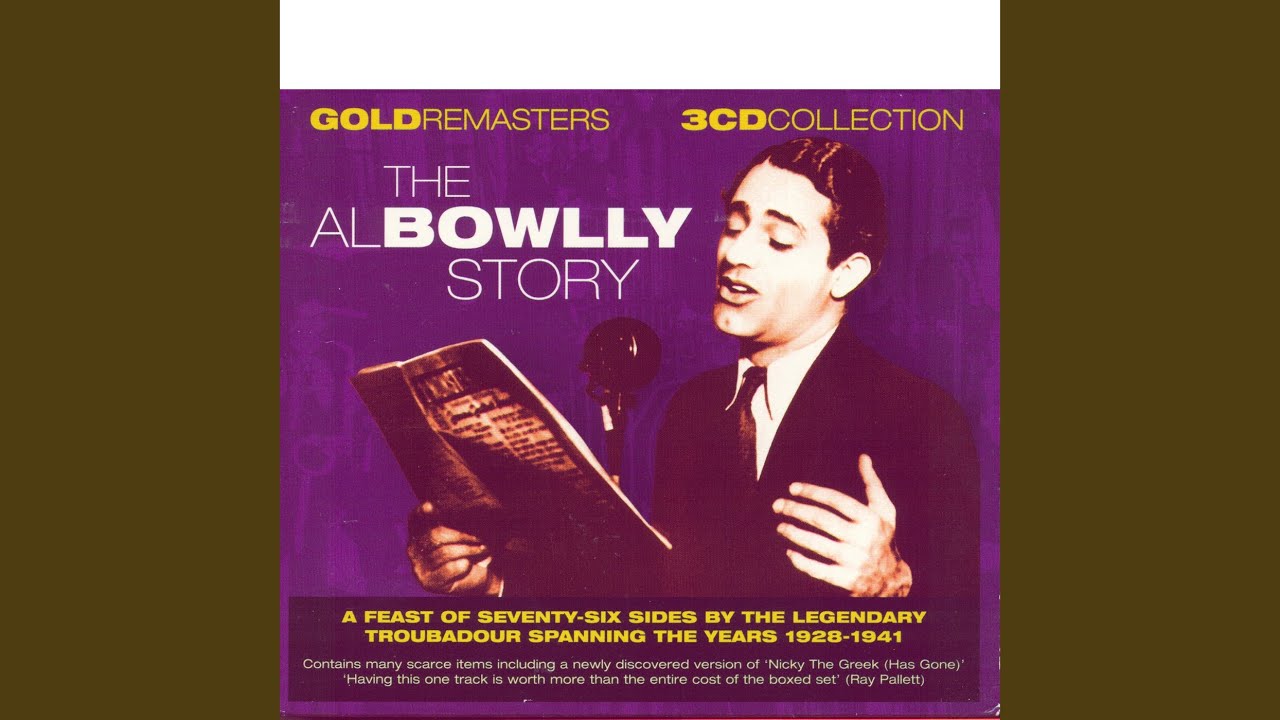 GOLDREMASTERS 3CDCOLLECTION
THE
ALBOWLLY
STORY
A FEAST OF SEVENTY-SIX SIDES BY THE LEGENDARY
TROUBADOUR SPANNING THE YEARS 1928-1941
Contains many scarce items including a newly discovered version of ‘Nicky The Greek (Has Gone)’
‘Having this one track is worth more than the entire cost of the boxed set’ (Ray Pallett)